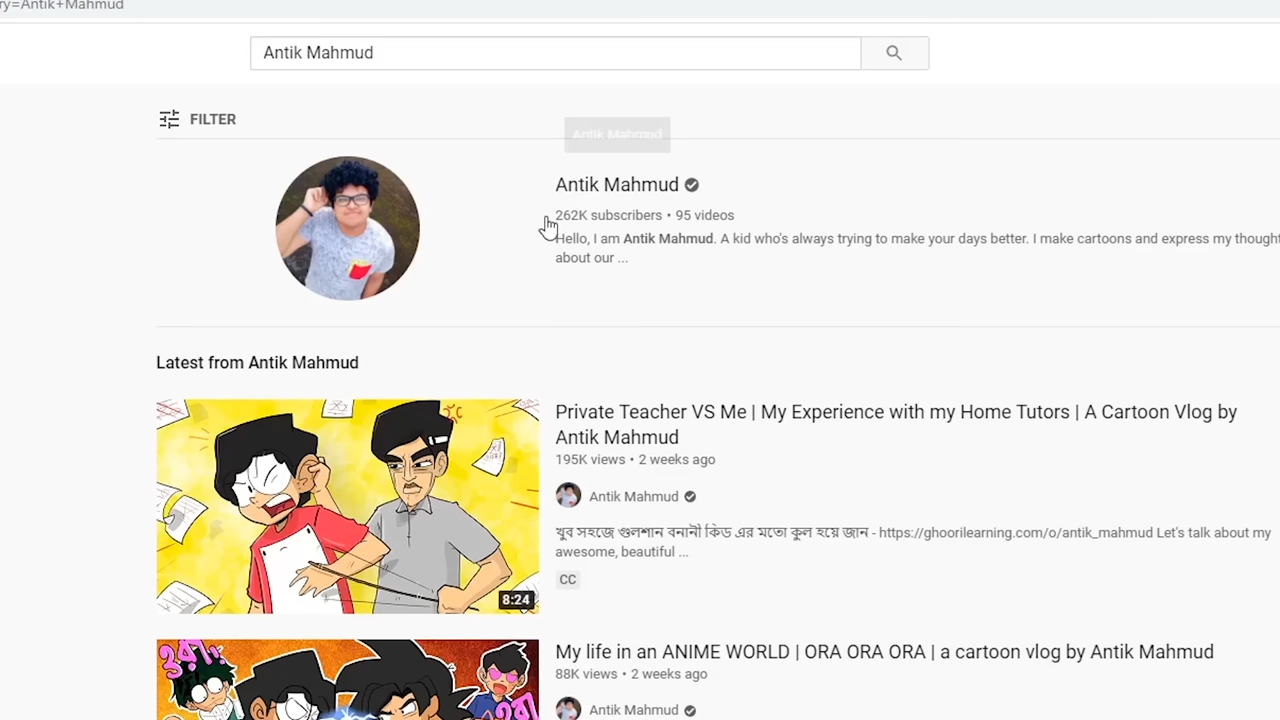 ry=Antik+Mahmud
Antik Mahmud
FILTER
Antik Mahmud
Antik Mahmud
262K subscribers • 95 videos
Hello, I am Antik Mahmud. A kid who's always trying to make your days better. I make cartoons and express my thought
about our ...
Latest from Antik Mahmud
Private Teacher VS Me | My Experience with my Home Tutors | A Cartoon Vlog by
Antik Mahmud
195K views • 2 weeks ago
Antik Mahmud
খুব সহজে গুলশান বনানী কিড এর মতো কুল হয়ে জান - https://ghoorilearning.com/o/antik_mahmud Let's talk about my
awesome, beautiful ...
CC
8:24
My life in an ANIME WORLD | ORA ORA ORA | a cartoon vlog by Antik Mahmud
88K views • 2 weeks ago
Antik Mahmud